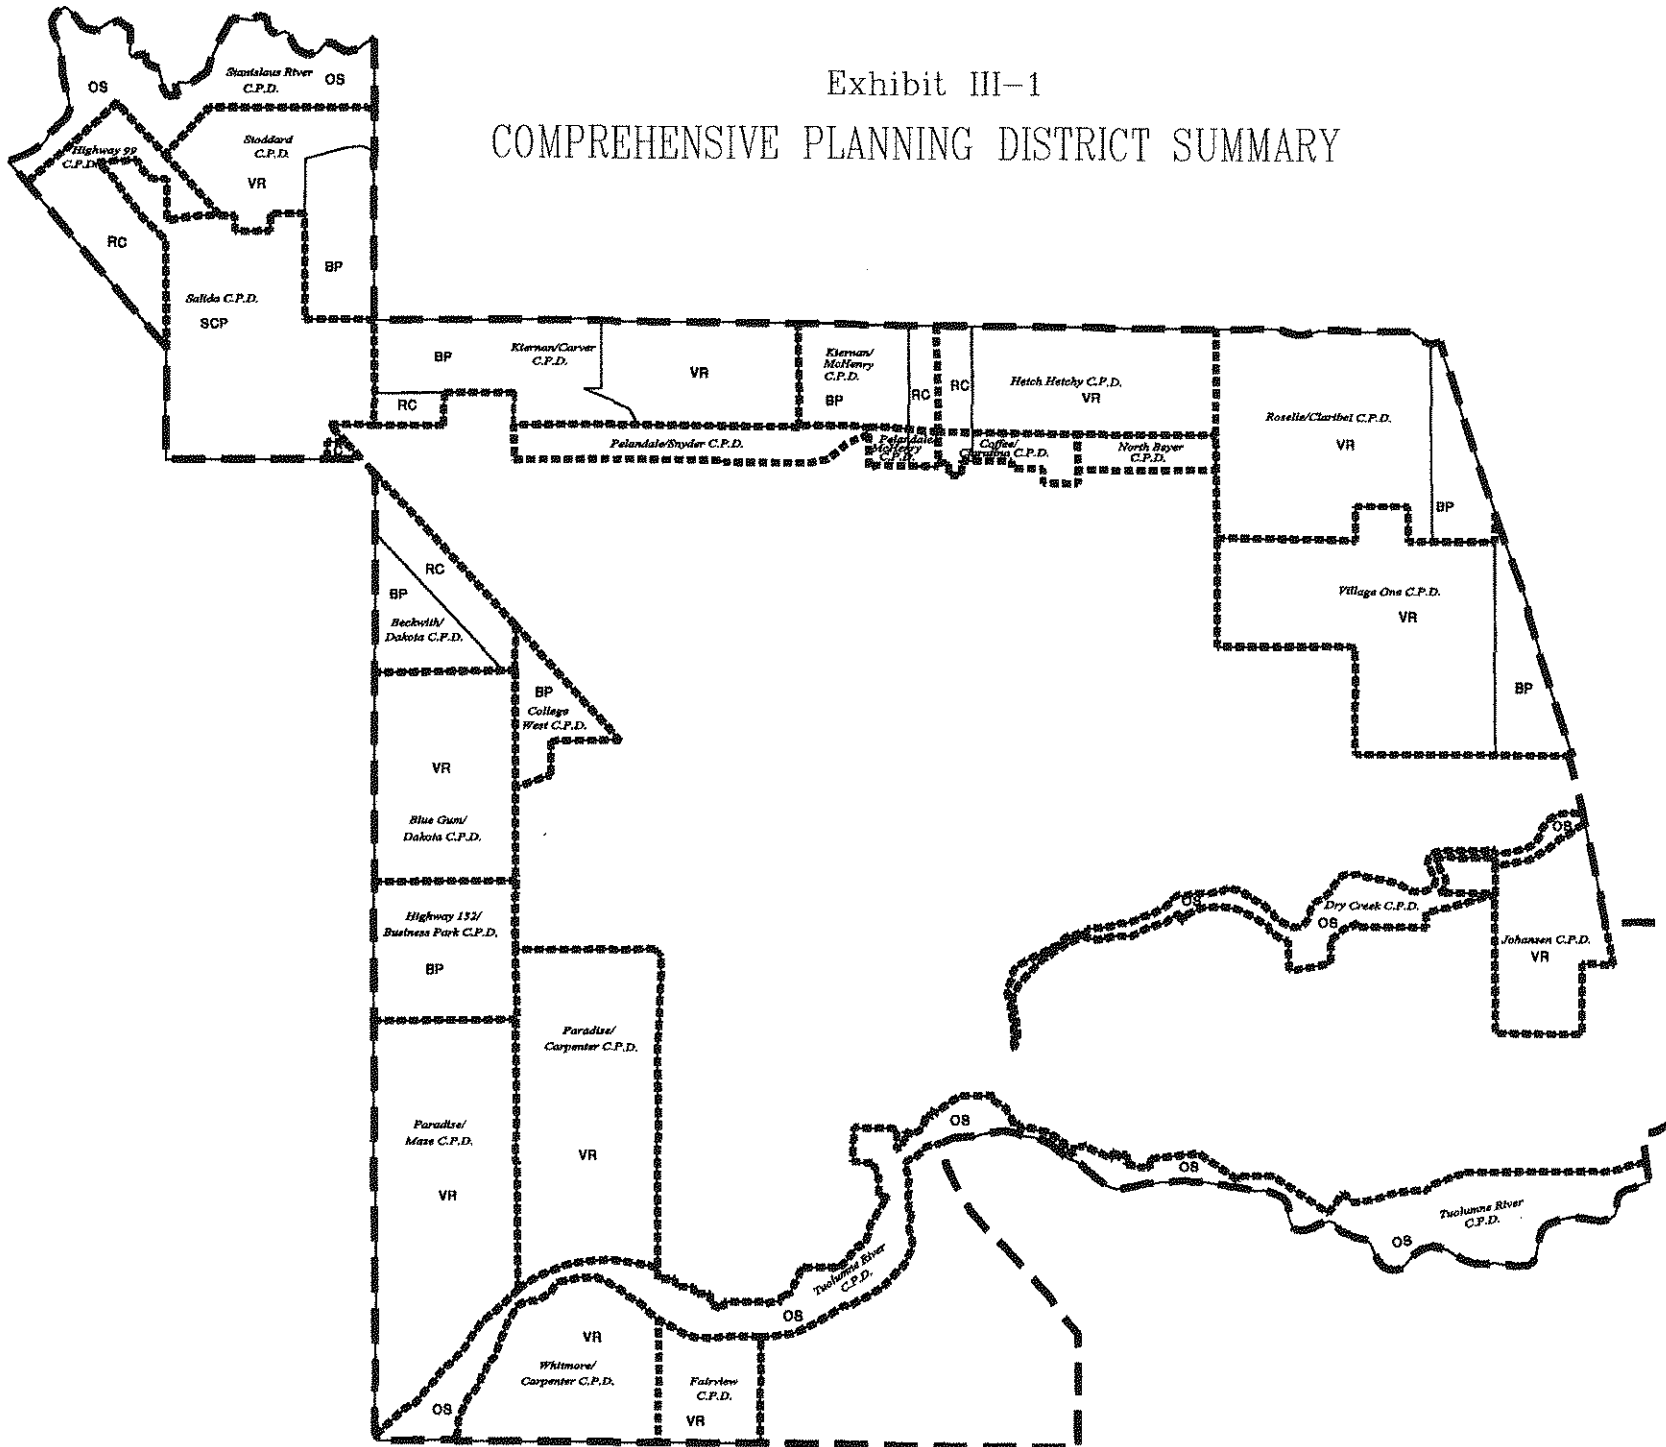 Exhibit III-1
COMPREHENSIVE PLANNING DISTRICT SUMMARY
Stanislaus River
C.P.D.
OS
OS
Stoddard
C.P.D.
VR
Highway 99
C.P.D.
RC
BP
Salida C.P.D.
SCP
BP
Kiernan/Carver
C.P.D.
VR
RC
Kiernan/
McHenry
C.P.D.
BP
RC
RC
Hetch Hetchy C.P.D.
VR
Roselle/Claribel C.P.D.
VR
BP
Pelandale/Snyder C.P.D.
Pelandale/
McHenry
C.P.D.
Coffee/
Claratina C.P.D.
North Beyer
C.P.D.
RC
BP
Beckwith/
Dakota C.P.D.
Village One C.P.D.
VR
BP
BP
College
West C.P.D.
VR
Blue Gum/
Dakota C.P.D.
Highway 132/
Business Park C.P.D.
BP
OS
OS
Dry Creek C.P.D.
OS
Johansen C.P.D.
VR
Paradise/
Carpenter C.P.D.
VR
Paradise/
Maze C.P.D.
VR
OS
OS
Tuolumne River
C.P.D.
OS
Tuolumne River
C.P.D.
OS
VR
Whitmore/
Carpenter C.P.D.
Fairview
C.P.D.
VR
OS